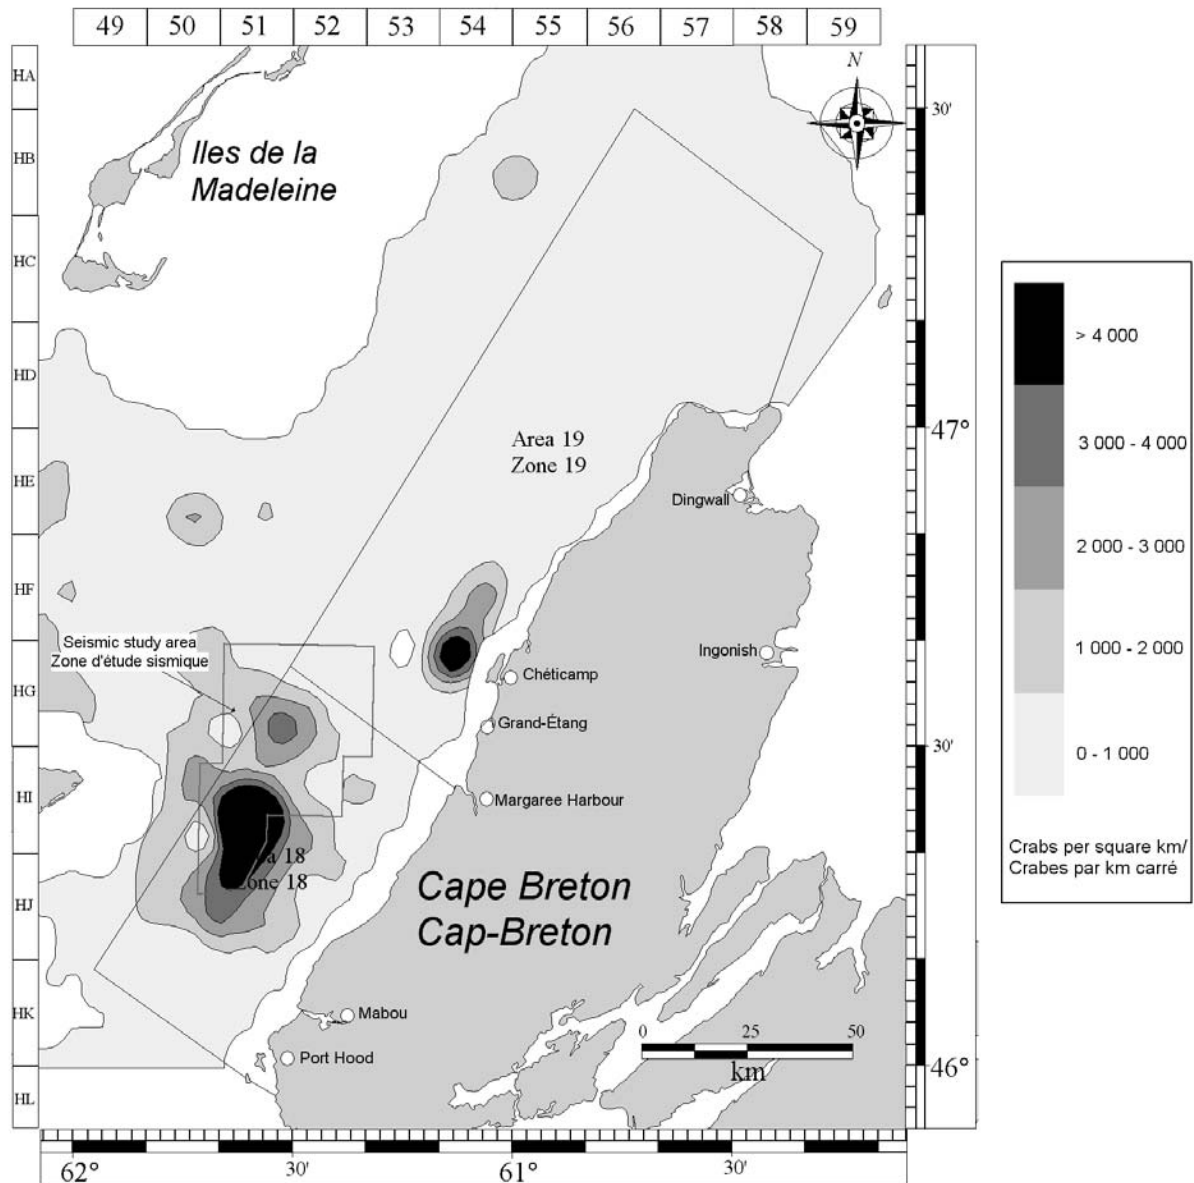 49 50 51 52 53 54 55 56 57 58 59
N
HA
30'
HB
Iles de la
Madeleine
HC
> 4 000
HD
3 000 - 4 000
47°
Area 19
Zone 19
HE
Dingwall
2 000 - 3 000
HF
Seismic study area
Zone d'étude sismique
Ingonish
1 000 - 2 000
HG
Chéticamp
Grand-Étang
30'
0 - 1 000
HI
Margaree Harbour
Crabs per square km/
Crabes par km carré
18
Zone 18
Cape Breton
Cap-Breton
HJ
HK
Mabou
0 25 50
km
Port Hood
46°
HL
62° 30' 61° 30'